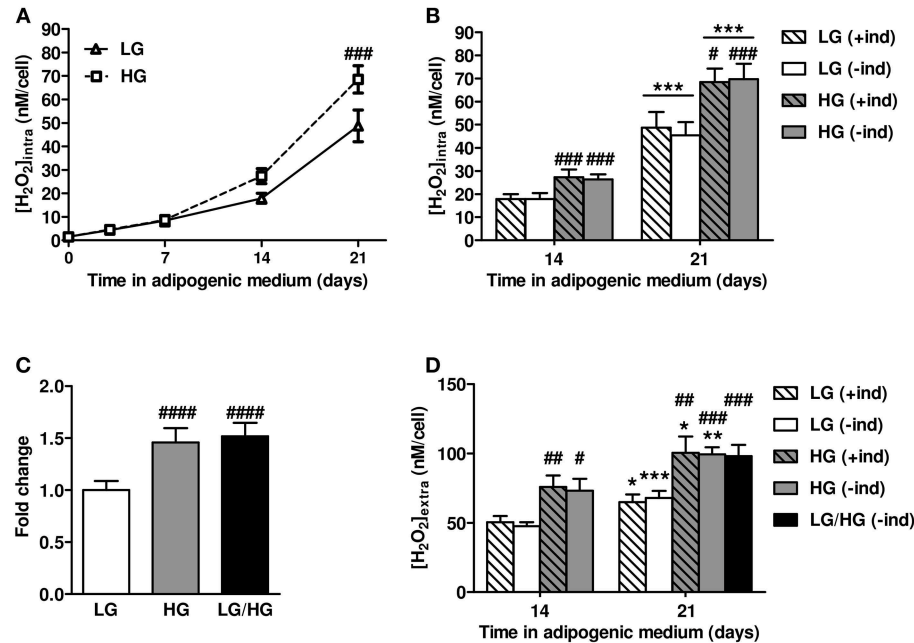 A
[H2O2]intra (nM/cell)
90
80
70
60
50
40
30
20
10
0
LG
HG
###
0
7
14
21
Time in adipogenic medium (days)
B
[H2O2]intra (nM/cell)
90
80
70
60
50
40
30
20
10
0
###
###
***
***
#
###
14
21
Time in adipogenic medium (days)
LG (+ind)
LG (-ind)
HG (+ind)
HG (-ind)
C
Fold change
2.0
1.5
1.0
0.5
0.0
####
####
LG
HG
LG/HG
D
[H2O2]extra (nM/cell)
150
100
50
0
##
#
*
***
##
*
###
**
###
14
21
Time in adipogenic medium (days)
LG (+ind)
LG (-ind)
HG (+ind)
HG (-ind)
LG/HG (-ind)